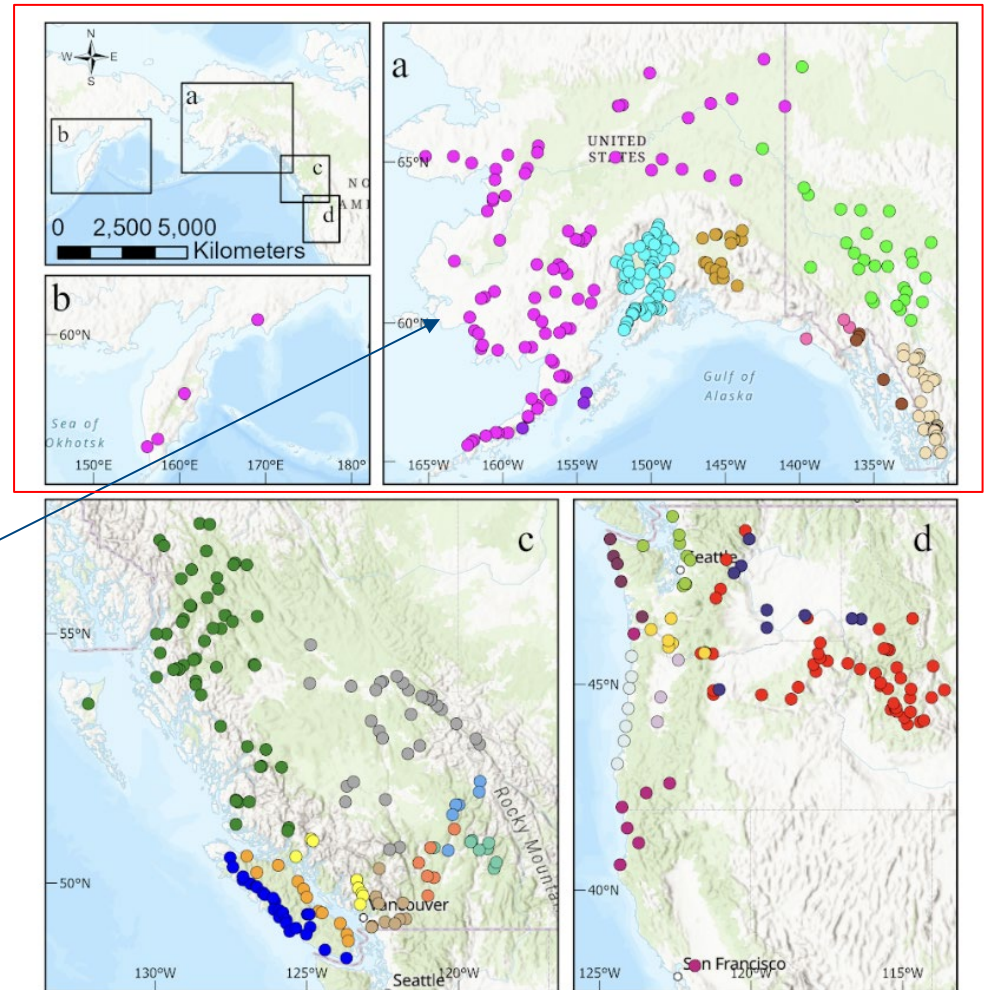 N
W E
S
a
b
c
d
NO
AMI
0 2,500 5,000
Kilometers
a
UNITED
STATES
65°N
60°N
Gulf of
Alaska
165°W 160°W 155°W 150°W 145°W 140°W 135°W
b
60°N
Sea of
Okhotsk
150°E 160°E 170°E 180°
c
55°N
50°N
Rocky Mountai
Vancouver
Seattle
130°W 125°W 120°W
d
Seattle
45°N
40°N
San Francisco
125°W 120°W 115°W